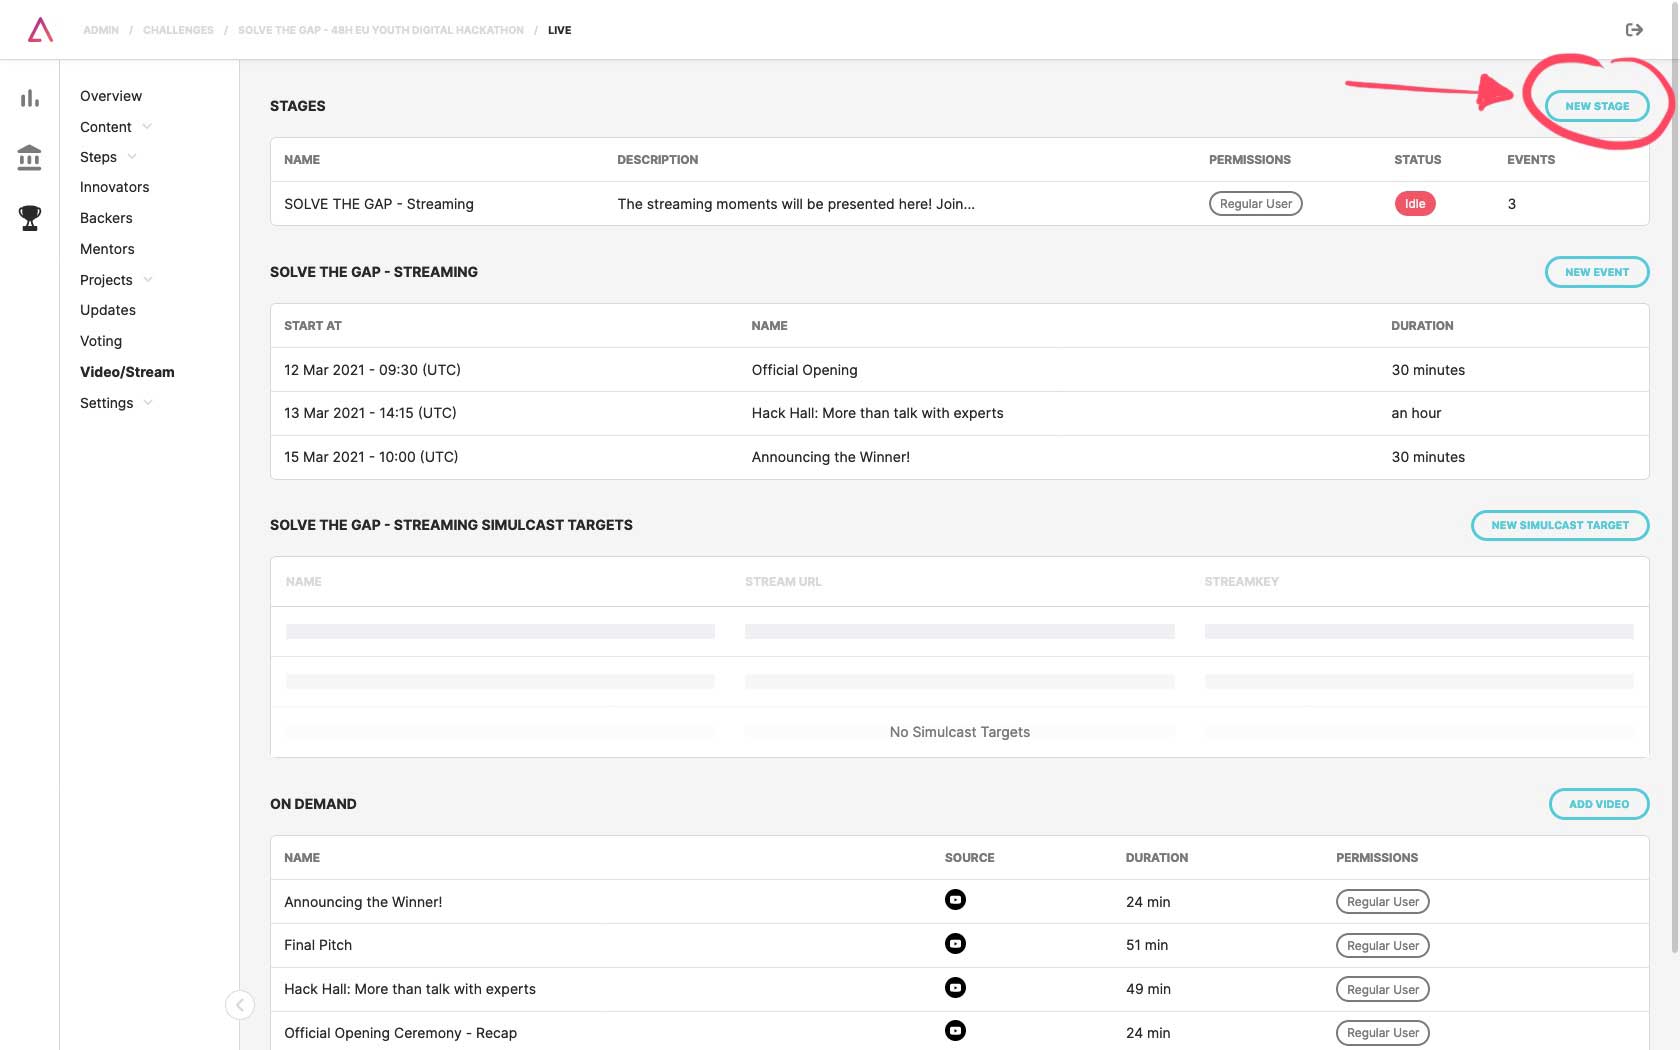 ADMIN / CHALLENGES / SOLVE THE GAP - 48H EU YOUTH DIGITAL HACKATHON / LIVE
Overview
Content
Steps
Innovators
Backers
Mentors
Projects
Updates
Voting
Video/Stream
Settings
STAGES NEW STAGE
NAME DESCRIPTION PERMISSIONS STATUS EVENTS
SOLVE THE GAP - Streaming The streaming moments will be presented here! Join... Regular User Idle 3
SOLVE THE GAP - STREAMING NEW EVENT
START AT NAME DURATION
12 Mar 2021 - 09:30 (UTC) Official Opening 30 minutes
13 Mar 2021 - 14:15 (UTC) Hack Hall: More than talk with experts an hour
15 Mar 2021 - 10:00 (UTC) Announcing the Winner! 30 minutes
SOLVE THE GAP - STREAMING SIMULCAST TARGETS NEW SIMULCAST TARGET
NAME STREAM URL STREAMKEY
No Simulcast Targets
ON DEMAND ADD VIDEO
NAME SOURCE DURATION PERMISSIONS
Announcing the Winner! 24 min Regular User
Final Pitch 51 min Regular User
Hack Hall: More than talk with experts 49 min Regular User
Official Opening Ceremony - Recap 24 min Regular User